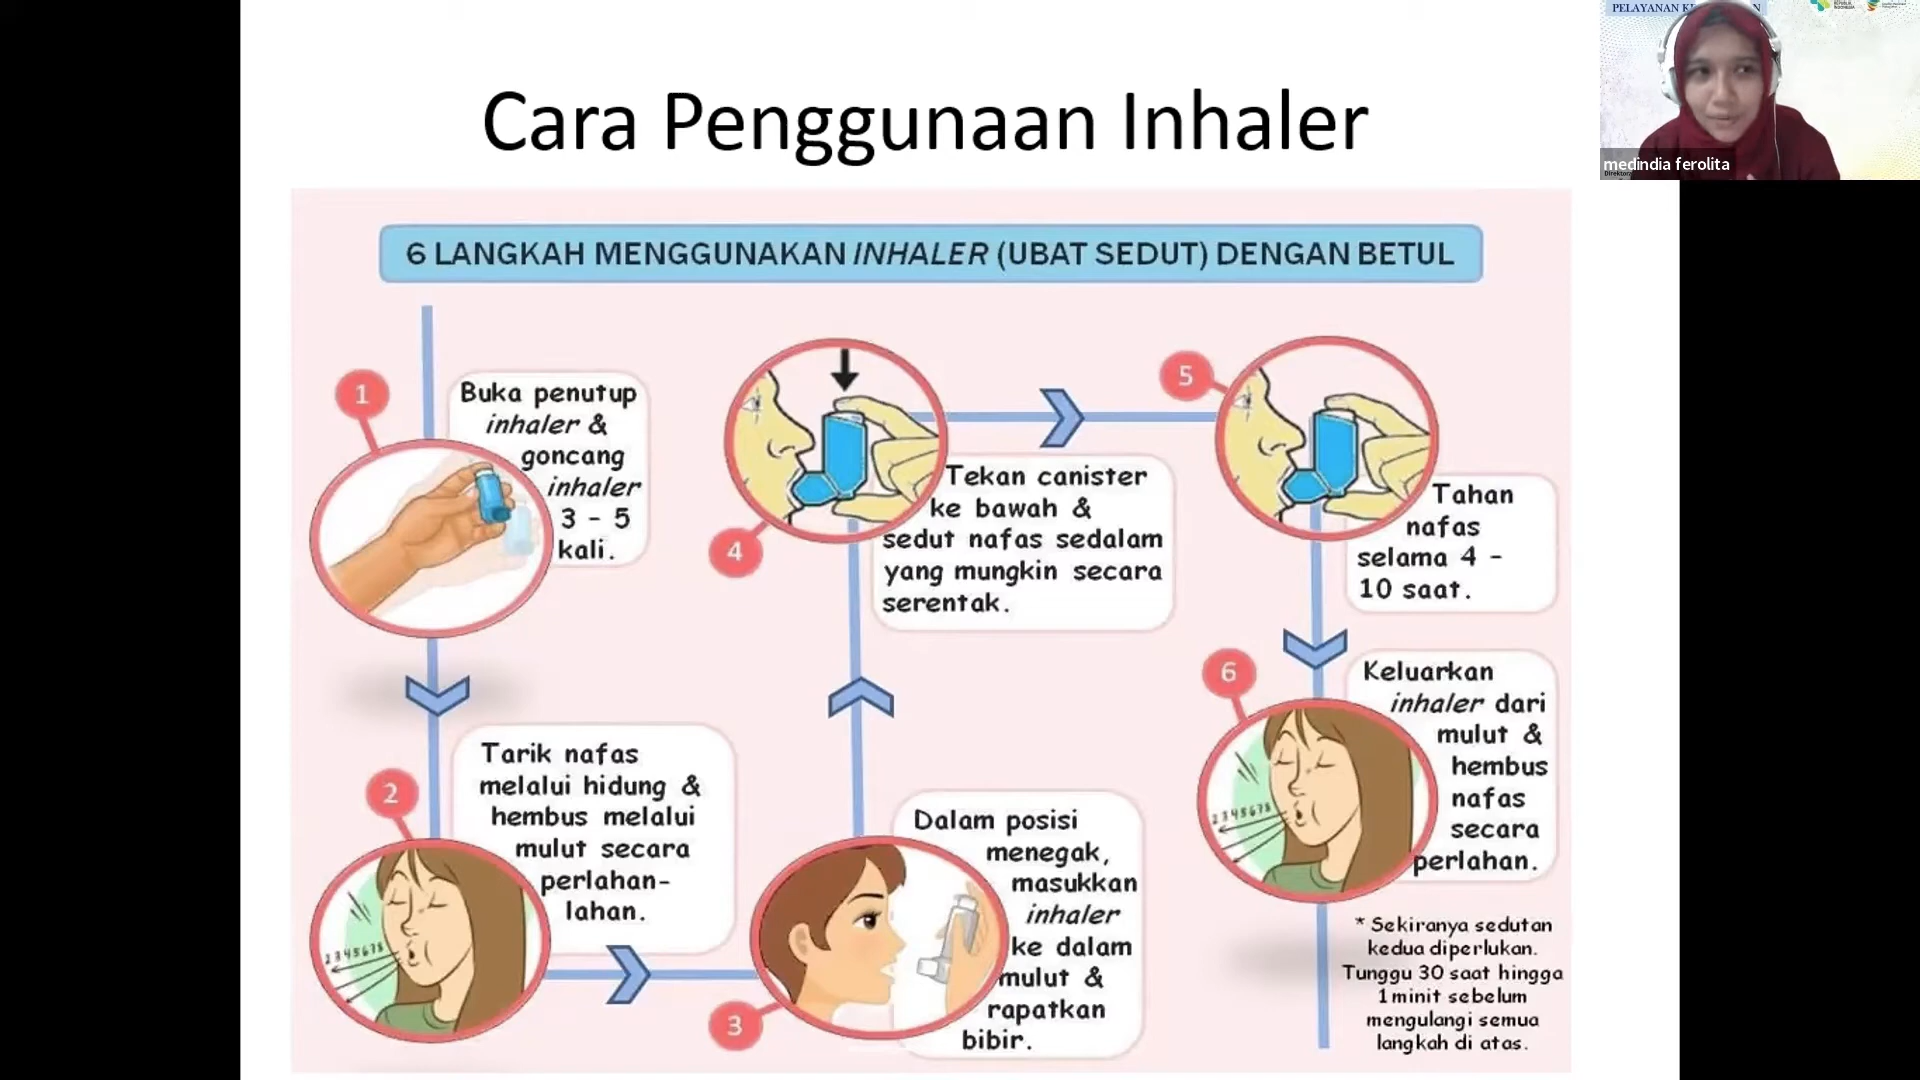 PELAYANAN
medindia ferolita
Cara Penggunaan Inhaler
6 LANGKAH MENGGUNAKAN INHALER (UBAT SEDUT) DENGAN BETUL
1
Buka penutup
inhaler &
goncang
inhaler
3 - 5
kali.
2
Tarik nafas
melalui hidung &
hembus melalui
mulut secara
perlahan-
lahan.
2345678
3
Dalam posisi
menegak,
masukkan
inhaler
ke dalam
mulut &
rapatkan
bibir.
4
Tekan canister
ke bawah &
sedut nafas sedalam
yang mungkin secara
serentak.
5
Tahan
nafas
selama 4 -
10 saat.
6
Keluarkan
inhaler dari
mulut &
hembus
nafas
secara
perlahan.
2345678
* Sekiranya sedutan
kedua diperlukan.
Tunggu 30 saat hingga
1 minit sebelum
mengulangi semua
langkah di atas.